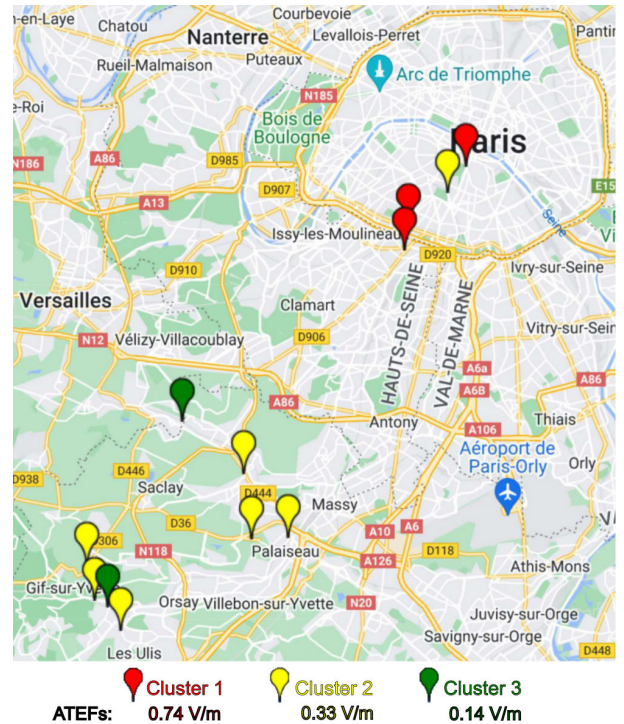 Courbevoie
n-en-Laye
Chatou
Nanterre
Levallois-Perret
Pantin
Rueil-Malmaison
Puteaux
Arc de Triomphe
N185
e-Roi
Bois de
Boulogne
Paris
N186
A86
D985
A13
D907
E15
Issy-les-Moulineau
Seine
D920
Ivry-sur-Seine
D910
Versailles
Clamart
HAUTS-DE-SEINE
VAL-DE-MARNE
Vitry-sur-Sein
N12
Vélizy-Villacoublay
D906
A6a
A86
A86
A6B
Antony
A106
Thiais
Aéroport de
Paris-Orly
Orly
D938
D446
Saclay
D444
Massy
D36
306
N118
Palaiseau
A10
A6
D118
A126
Athis-Mons
Gif-sur-Yve
Orsay
Villebon-sur-Yvette
N20
Juvisy-sur-Orge
Savigny-sur-Orge
Les Ulis
D448
Cluster 1
Cluster 2
Cluster 3
ATEFs:
0.74 V/m
0.33 V/m
0.14 V/m